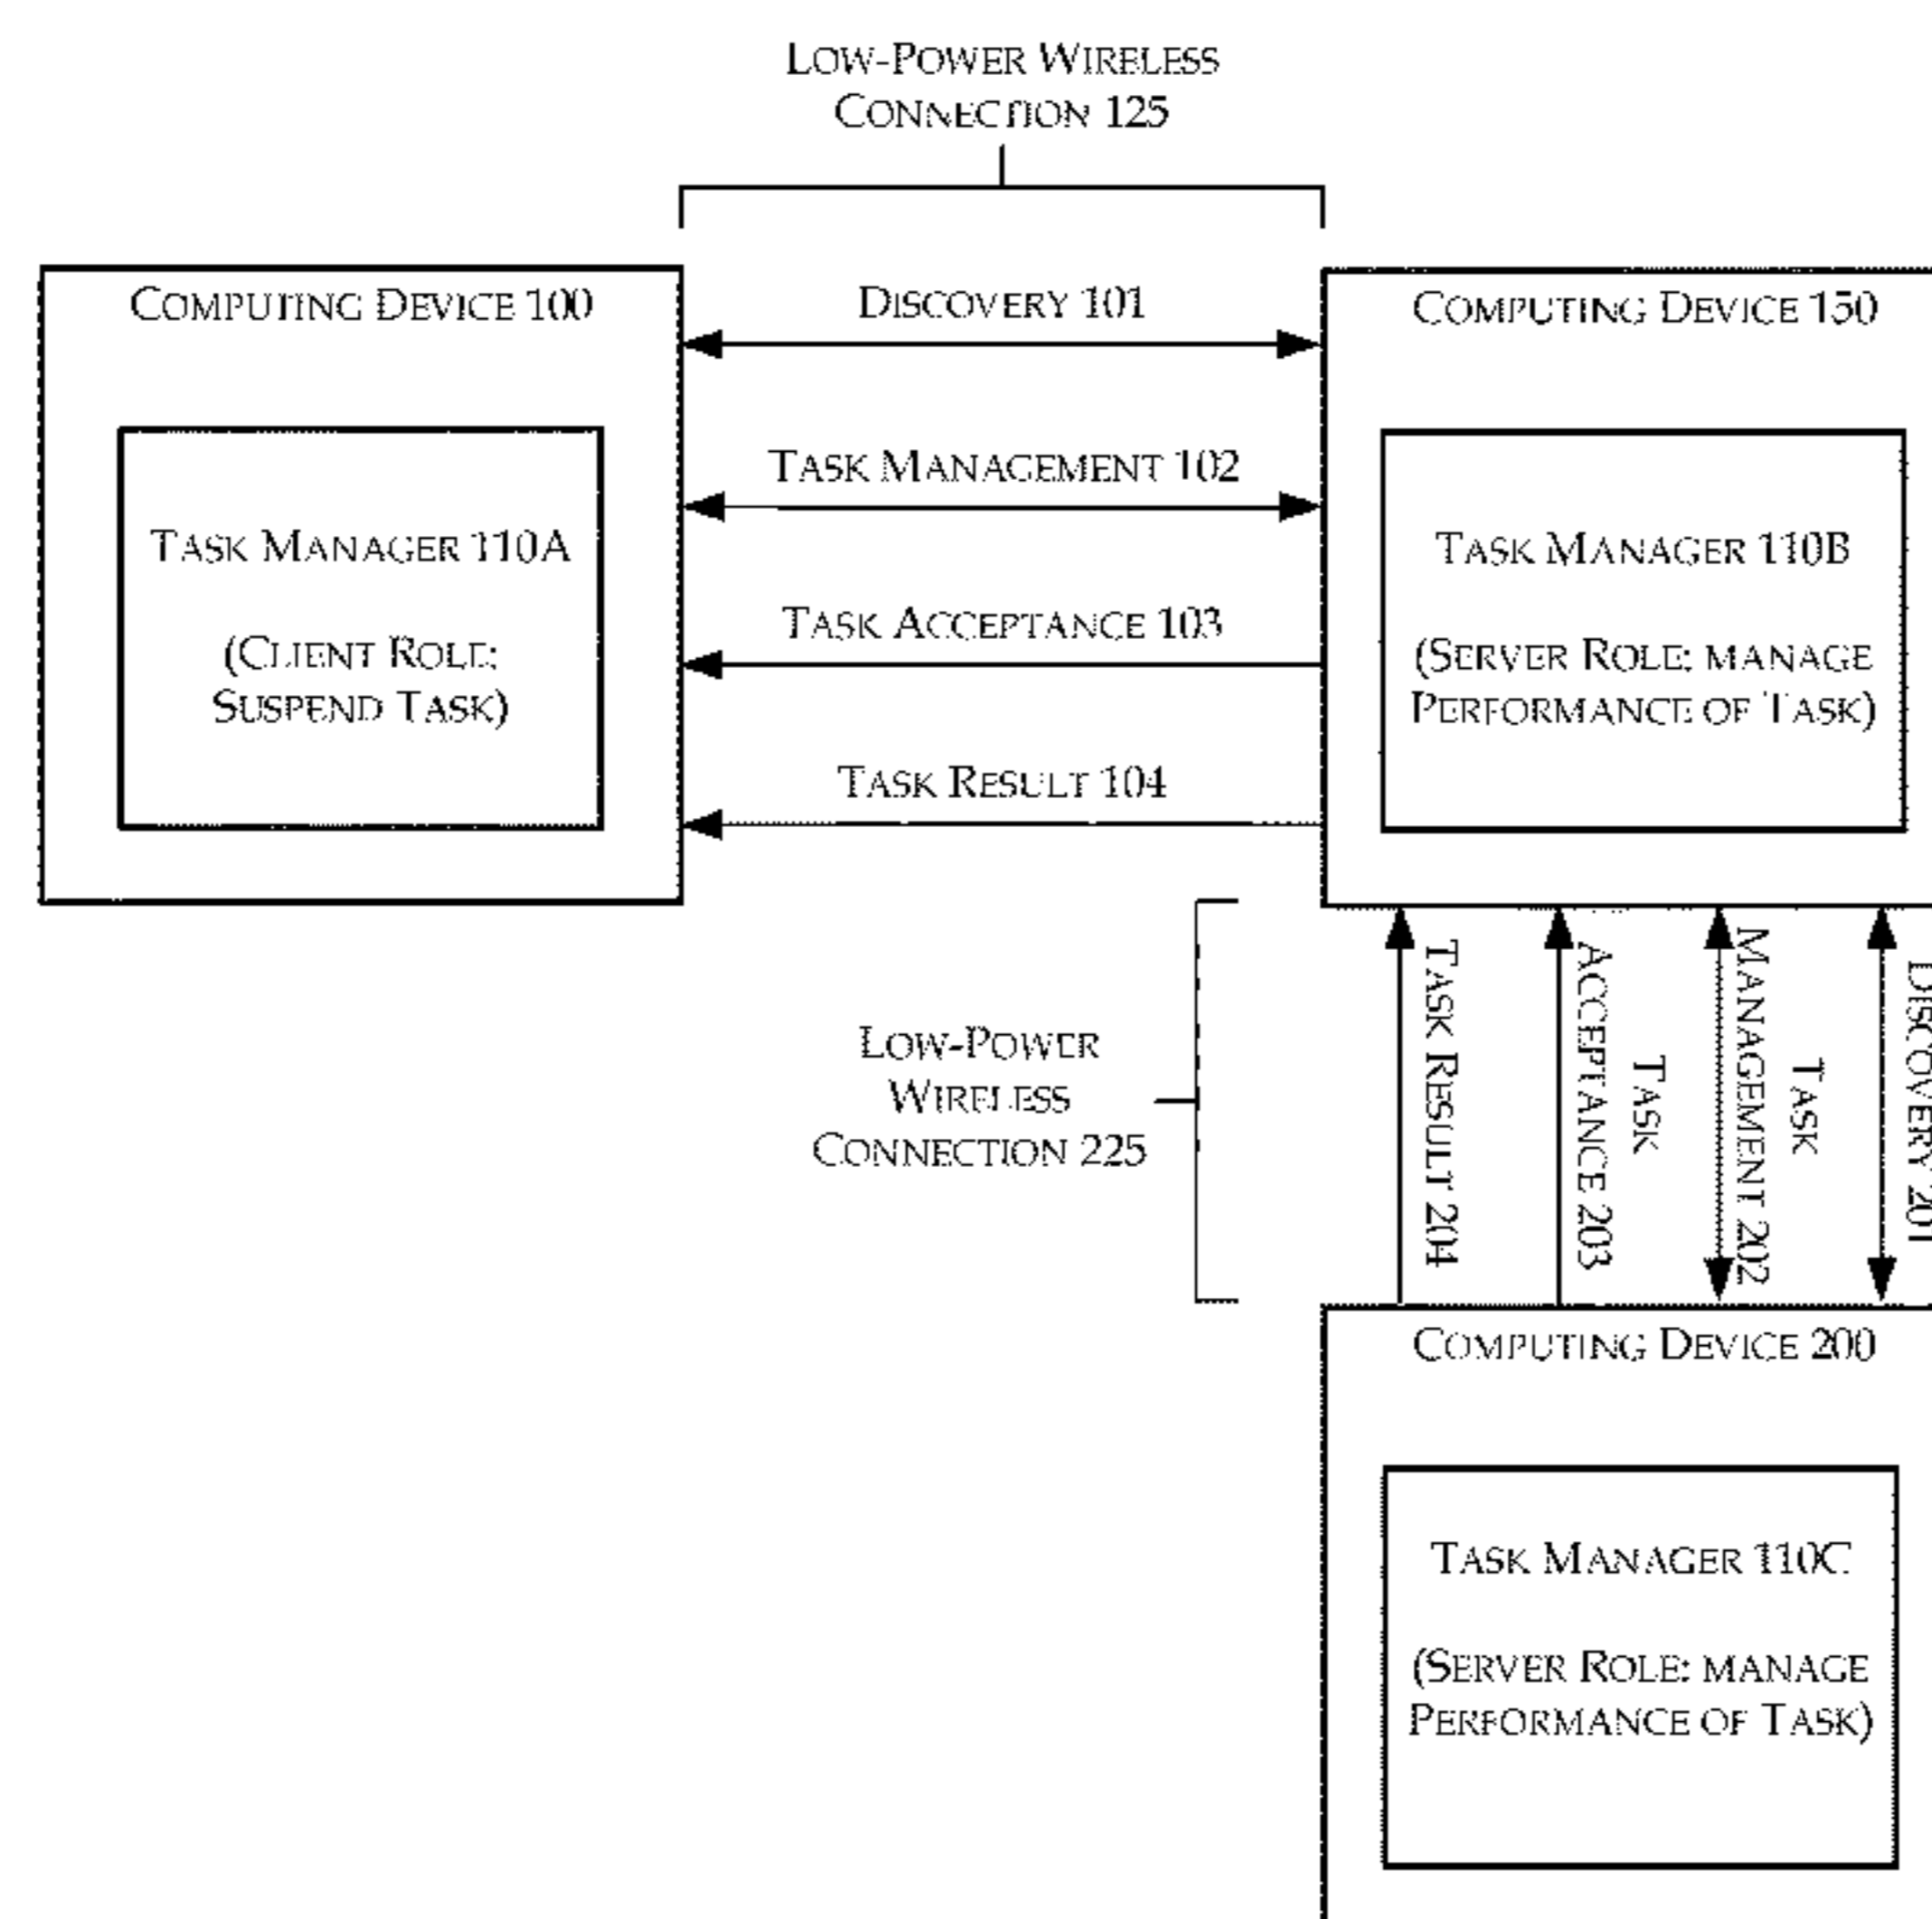 LOW-POWER WIRELESS
CONNECTION 125
COMPUTING DEVICE 100
DISCOVERY 101
COMPUTING DEVICE 150
TASK MANAGEMENT 102
TASK MANAGER 110A
TASK MANAGER 110B
TASK ACCEPTANCE 103
(CLIENT ROLE:
SUSPEND TASK)
(SERVER ROLE: MANAGE
PERFORMANCE OF TASK)
TASK RESULT 104
TASK RESULT 204
TASK
ACCEPTANCE 203
TASK
MANAGEMENT 202
DISCOVERY 201
LOW-POWER
WIRELESS
CONNECTION 225
COMPUTING DEVICE 200
TASK MANAGER 110C
(SERVER ROLE: MANAGE
PERFORMANCE OF TASK)